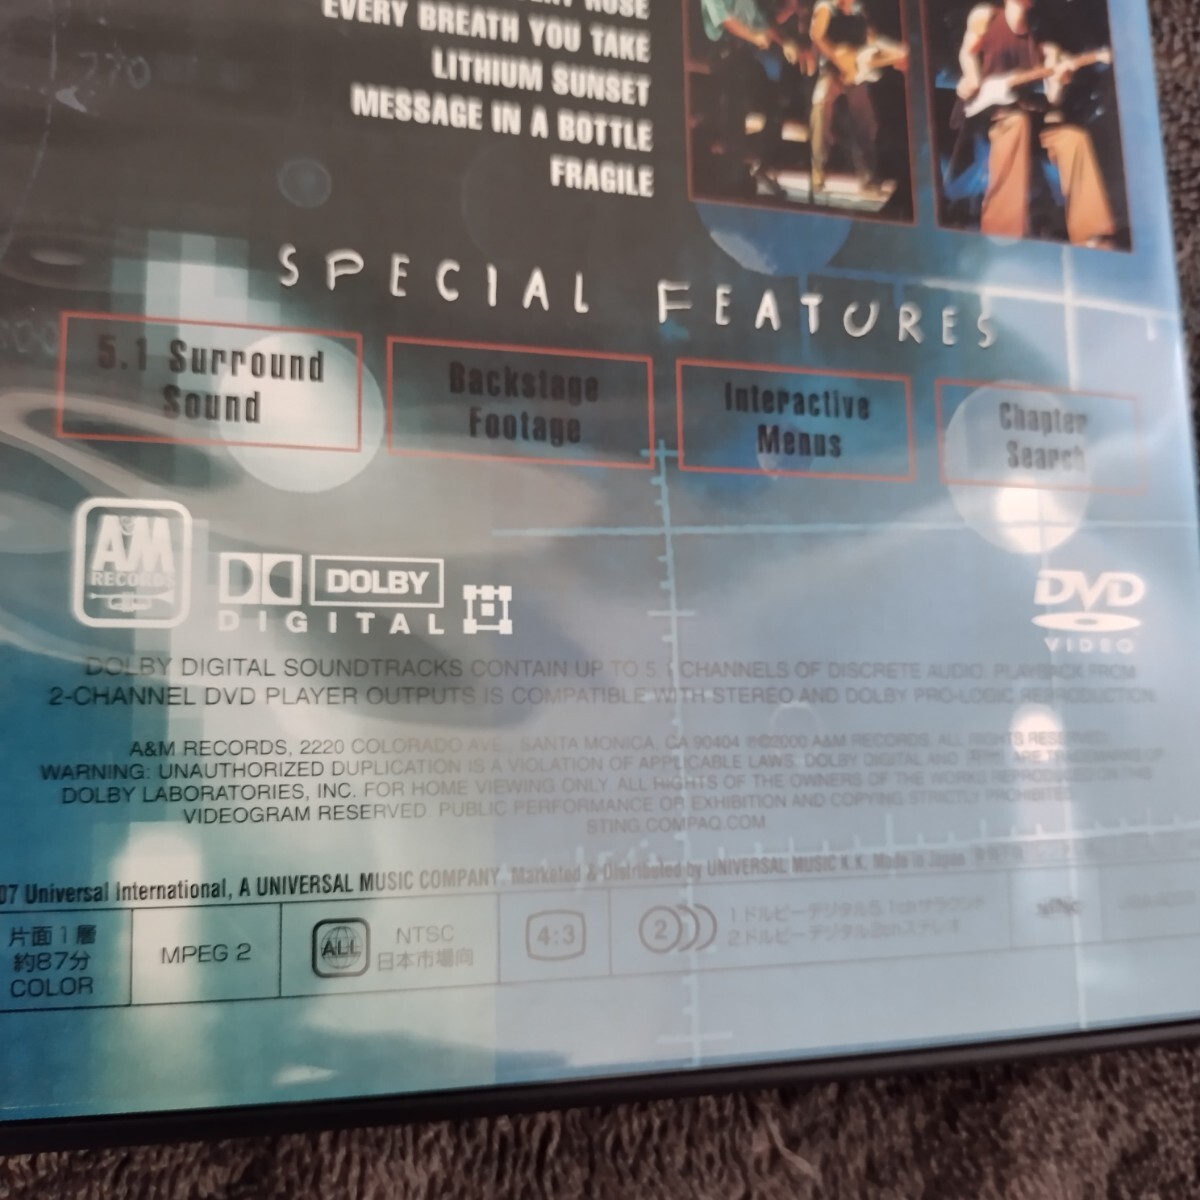 ROSE
EVERY BREATH YOU TAKE
LITHIUM SUNSET
MESSAGE IN A BOTTLE
FRAGILE
SPECIAL FEATURES
5.1 Surround
Sound
Backstage
Footage
Interactive
Menus
Chapter
Search
A&M
RECORDS
DOLBY
DIGITAL
DVD
VIDEO
DOLBY DIGITAL SOUNDTRACKS CONTAIN UP TO 5.1 CHANNELS OF DISCRETE AUDIO. PLAYBACK FROM
2-CHANNEL DVD PLAYER OUTPUTS IS COMPATIBLE WITH STEREO AND DOLBY PRO-LOGIC REPRODUCTION.
A&M RECORDS, 2220 COLORADO AVE., SANTA MONICA, CA 90404 ℗©2000 A&M RECORDS. ALL RIGHTS RESERVED.
WARNING: UNAUTHORIZED DUPLICATION IS A VIOLATION OF APPLICABLE LAWS. DOLBY DIGITAL AND ARE TRADEMARKS OF
DOLBY LABORATORIES, INC. FOR HOME VIEWING ONLY. ALL RIGHTS OF THE OWNERS OF THE WORKS REPRODUCED IN THIS
VIDEOGRAM RESERVED. PUBLIC PERFORMANCE OR EXHIBITION AND COPYING STRICTLY PROHIBITED.
STING.COMPAQ.COM
07 Universal International, A UNIVERSAL MUSIC COMPANY. Marketed & Distributed by UNIVERSAL MUSIC K.K. Made in Japan
片面1層
約87分
COLOR
MPEG 2
ALL
NTSC
日本市場向
4:3
2
1 ドルビーデジタル5.1chサラウンド
2 ドルビーデジタル2chステレオ